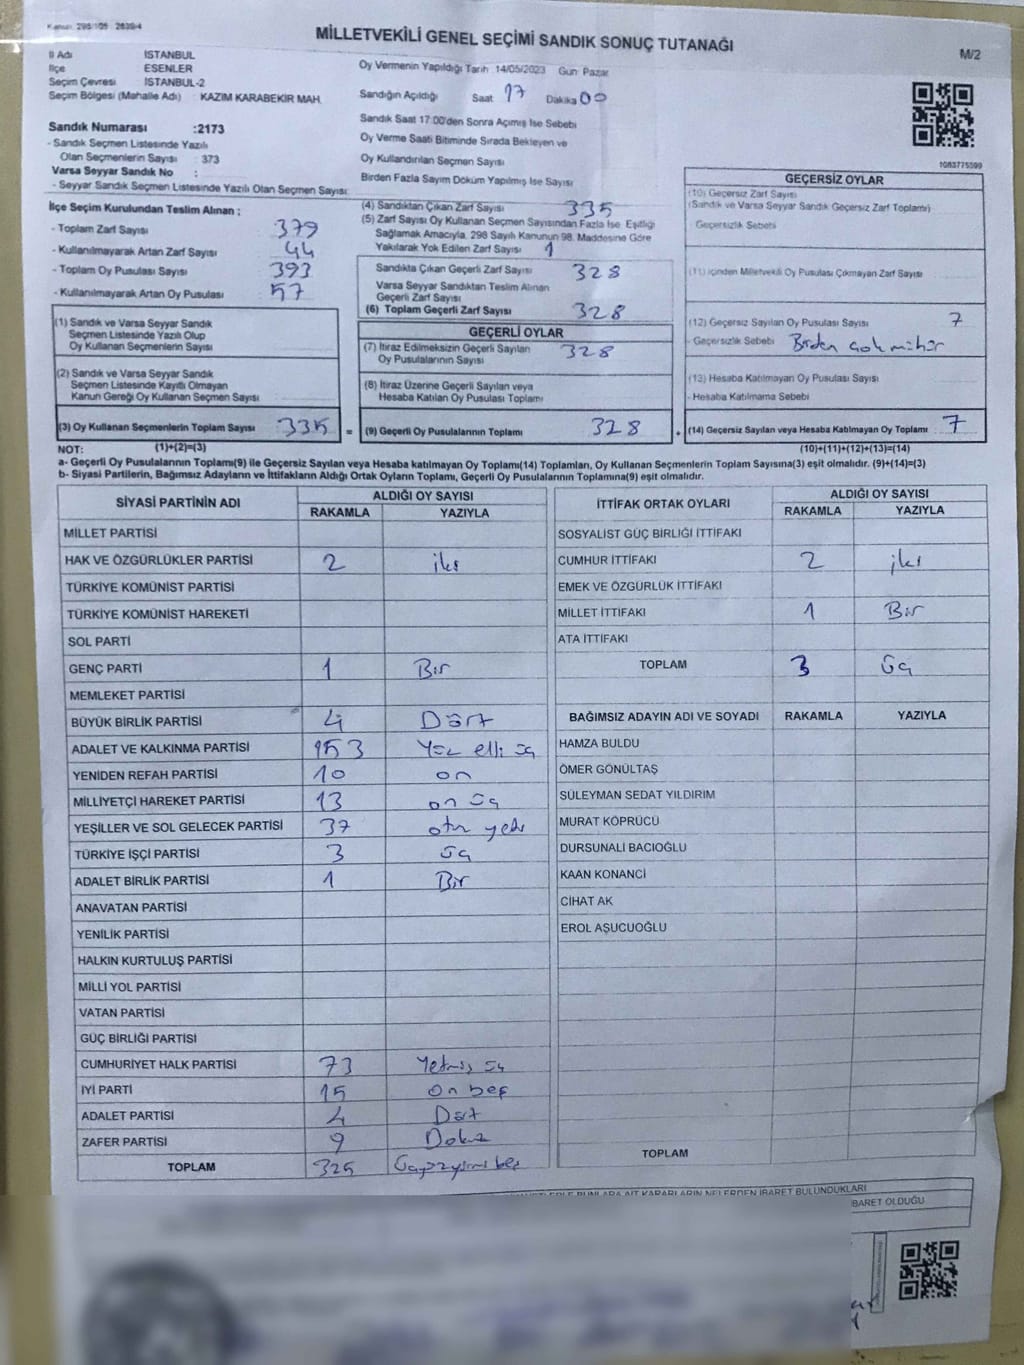 Kanun 298/105 2839/4
MİLLETVEKİLİ GENEL SEÇİMİ SANDIK SONUÇ TUTANAĞI
M/2
İl Adı İSTANBUL
İlçe ESENLER
Seçim Çevresi İSTANBUL-2
Seçim Bölgesi (Mahalle Adı) : KAZIM KARABEKİR MAH.
Sandık Numarası :2173
- Sandık Seçmen Listesinde Yazılı
Olan Seçmenlerin Sayısı : 373
Varsa Seyyar Sandık No :
- Seyyar Sandık Seçmen Listesinde Yazılı Olan Seçmen Sayısı:
Oy Vermenin Yapıldığı Tarih 14/05/2023 Gün Pazar
Sandığın Açıldığı Saat 17 Dakika 00
Sandık Saat 17:00'den Sonra Açımış İse Sebebi
Oy Verme Saati Bitiminde Sırada Bekleyen ve
Oy Kullandırılan Seçmen Sayısı
Birden Fazla Sayım Döküm Yapılmış İse Sayısı
1083775599
İlçe Seçim Kurulundan Teslim Alınan ;
- Toplam Zarf Sayısı 379
- Kullanılmayarak Artan Zarf Sayısı 44
- Toplam Oy Pusulası Sayısı 393
- Kullanılmayarak Artan Oy Pusulası 57
(4) Sandıktan Çıkan Zarf Sayısı 335
(5) Zarf Sayısı Oy Kullanan Seçmen Sayısından Fazla İse, Eşitliği
Sağlamak Amacıyla, 298 Sayılı Kanunun 98. Maddesine Göre
Yakılarak Yok Edilen Zarf Sayısı 1
Sandıkta Çıkan Geçerli Zarf Sayısı 328
Varsa Seyyar Sandıktan Teslim Alınan
Geçerli Zarf Sayısı
(6) Toplam Geçerli Zarf Sayısı 328
GEÇERSİZ OYLAR
(10) Geçersiz Zarf Sayısı
(Sandık ve Varsa Seyyar Sandık Geçersiz Zarf Toplamı)
Geçersizlik Sebebi
(11) İçinden Milletvekili Oy Pusulası Çıkmayan Zarf Sayısı
(12) Geçersiz Sayılan Oy Pusulası Sayısı 7
- Geçersizlik Sebebi Birden çok mühür
(13) Hesaba Katılmayan Oy Pusulası Sayısı
- Hesaba Katılmama Sebebi
(1) Sandık ve Varsa Seyyar Sandık
Seçmen Listesinde Yazılı Olup
Oy Kullanan Seçmenlerin Sayısı
(2) Sandık ve Varsa Seyyar Sandık
Seçmen Listesinde Kayıtlı Olmayan
Kanun Gereği Oy Kullanan Seçmen Sayısı
GEÇERLİ OYLAR
(7) İtiraz Edilmeksizin Geçerli Sayılan 328
Oy Pusulalarının Sayısı
(8) İtiraz Üzerine Geçerli Sayılan veya
Hesaba Katılan Oy Pusulası Toplamı
(3) Oy Kullanan Seçmenlerin Toplam Sayısı 335 = (9) Geçerli Oy Pusulalarının Toplamı 328 + (14) Geçersiz Sayılan veya Hesaba Katılmayan Oy Toplamı 7
NOT: (1)+(2)=(3) (10)+(11)+(12)+(13)=(14)
a- Geçerli Oy Pusulalarının Toplamı(9) ile Geçersiz Sayılan veya Hesaba katılmayan Oy Toplamı(14) Toplamları, Oy Kullanan Seçmenlerin Toplam Sayısına(3) eşit olmalıdır. (9)+(14)=(3)
b- Siyasi Partilerin, Bağımsız Adayların ve İttifakların Aldığı Ortak Oyların Toplamı, Geçerli Oy Pusulalarının Toplamına(9) eşit olmalıdır.
SİYASİ PARTİNİN ADI ALDIĞI OY SAYISI
RAKAMLA YAZIYLA
MİLLET PARTİSİ
HAK VE ÖZGÜRLÜKLER PARTİSİ 2 iki
TÜRKİYE KOMÜNİST PARTİSİ
TÜRKİYE KOMÜNİST HAREKETİ
SOL PARTİ
GENÇ PARTİ 1 Bir
MEMLEKET PARTİSİ
BÜYÜK BİRLİK PARTİSİ 4 Dört
ADALET VE KALKINMA PARTİSİ 153 Yüz elli üç
YENİDEN REFAH PARTİSİ 10 on
MİLLİYETÇİ HAREKET PARTİSİ 13 on üç
YEŞİLLER VE SOL GELECEK PARTİSİ 37 otuz yedi
TÜRKİYE İŞÇİ PARTİSİ 3 üç
ADALET BİRLİK PARTİSİ 1 Bir
ANAVATAN PARTİSİ
YENİLİK PARTİSİ
HALKIN KURTULUŞ PARTİSİ
MİLLİ YOL PARTİSİ
VATAN PARTİSİ
GÜÇ BİRLİĞİ PARTİSİ
CUMHURİYET HALK PARTİSİ 73 Yetmiş üç
İYİ PARTİ 15 on beş
ADALET PARTİSİ 4 Dört
ZAFER PARTİSİ 9 Dokuz
TOPLAM 325 üçyüzyirmi beş
İTTİFAK ORTAK OYLARI ALDIĞI OY SAYISI
RAKAMLA YAZIYLA
SOSYALİST GÜÇ BİRLİĞİ İTTİFAKI
CUMHUR İTTİFAKI 2 iki
EMEK VE ÖZGÜRLÜK İTTİFAKI
MİLLET İTTİFAKI 1 Bir
ATA İTTİFAKI
TOPLAM 3 üç
BAĞIMSIZ ADAYIN ADI VE SOYADI RAKAMLA YAZIYLA
HAMZA BULDU
ÖMER GÖNÜLTAŞ
SÜLEYMAN SEDAT YILDIRIM
MURAT KÖPRÜCÜ
DURSUNALİ BACIOĞLU
KAAN KONANCİ
CİHAT AK
EROL AŞUCUOĞLU
TOPLAM
BUNLARA AİT KARARLARIN NELERDEN İBARET BULUNDUKLARI
İBARET OLDUĞU